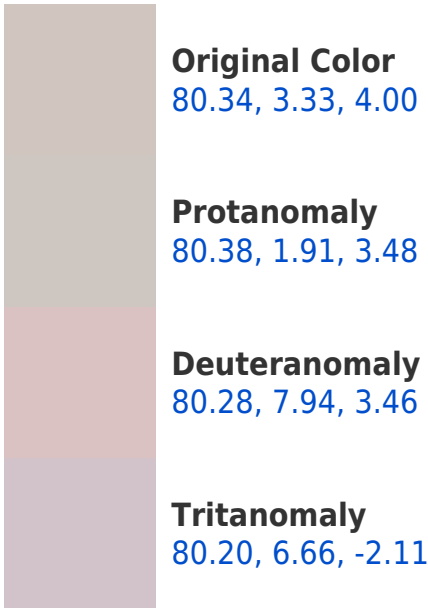 Original Color
80.34, 3.33, 4.00
Protanomaly
80.38, 1.91, 3.48
Deuteranomaly
80.28, 7.94, 3.46
Tritanomaly
80.20, 6.66, -2.11